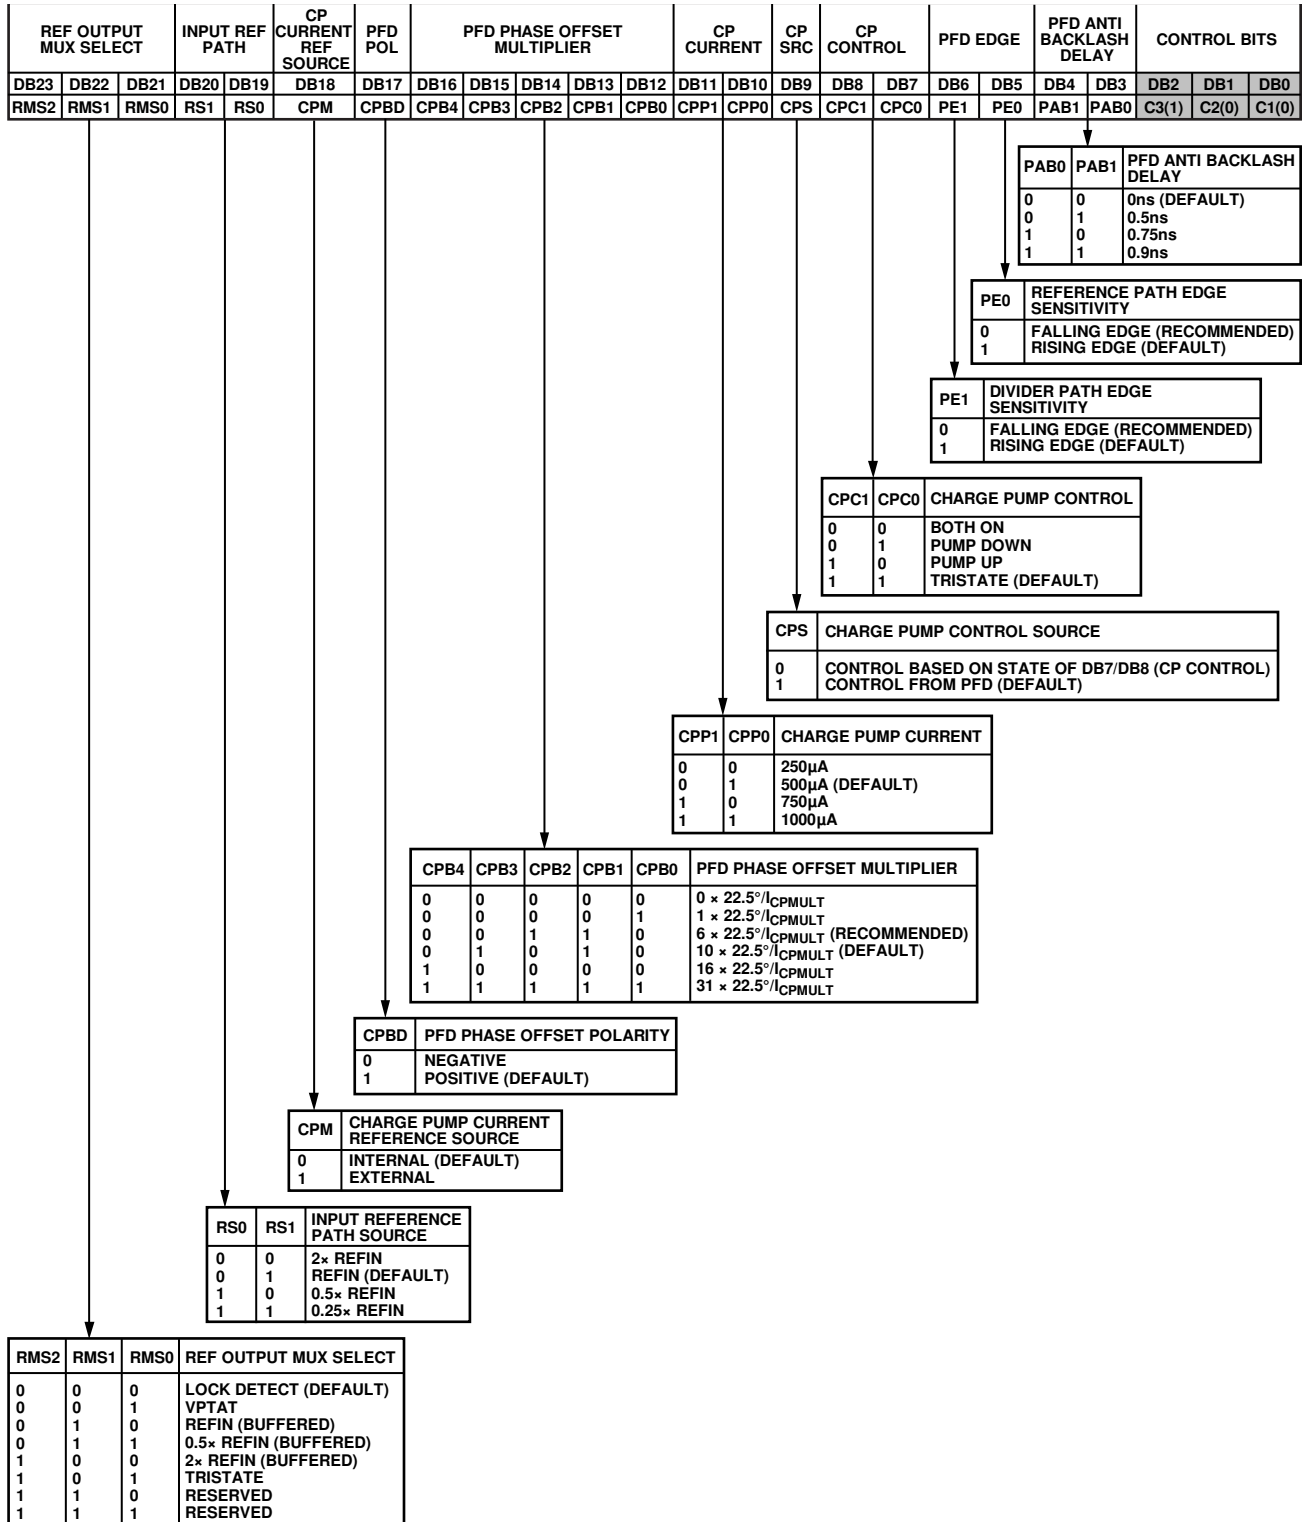 REF OUTPUT MUX SELECT | INPUT REF PATH | CP CURRENT REF SOURCE | PFD POL | PFD PHASE OFFSET MULTIPLIER | CP CURRENT | CP SRC | CP CONTROL | PFD EDGE | PFD ANTI BACKLASH DELAY | CONTROL BITS
DB23 DB22 DB21 DB20 DB19 DB18 DB17 DB16 DB15 DB14 DB13 DB12 DB11 DB10 DB9 DB8 DB7 DB6 DB5 DB4 DB3 DB2 DB1 DB0
RMS2 RMS1 RMS0 RS1 RS0 CPM CPBD CPB4 CPB3 CPB2 CPB1 CPB0 CPP1 CPP0 CPS CPC1 CPC0 PE1 PE0 PAB1 PAB0 C3(1) C2(0) C1(0)
PAB0 PAB1 PFD ANTI BACKLASH DELAY
0 0 0ns (DEFAULT)
0 1 0.5ns
1 0 0.75ns
1 1 0.9ns
PE0 REFERENCE PATH EDGE SENSITIVITY
0 FALLING EDGE (RECOMMENDED)
1 RISING EDGE (DEFAULT)
PE1 DIVIDER PATH EDGE SENSITIVITY
0 FALLING EDGE (RECOMMENDED)
1 RISING EDGE (DEFAULT)
CPC1 CPC0 CHARGE PUMP CONTROL
0 0 BOTH ON
0 1 PUMP DOWN
1 0 PUMP UP
1 1 TRISTATE (DEFAULT)
CPS CHARGE PUMP CONTROL SOURCE
0 CONTROL BASED ON STATE OF DB7/DB8 (CP CONTROL)
1 CONTROL FROM PFD (DEFAULT)
CPP1 CPP0 CHARGE PUMP CURRENT
0 0 250µA
0 1 500µA (DEFAULT)
1 0 750µA
1 1 1000µA
CPB4 CPB3 CPB2 CPB1 CPB0 PFD PHASE OFFSET MULTIPLIER
0 0 0 0 0 0 × 22.5°/ICPMULT
0 0 0 0 1 1 × 22.5°/ICPMULT
0 0 1 1 0 6 × 22.5°/ICPMULT (RECOMMENDED)
0 1 0 1 0 10 × 22.5°/ICPMULT (DEFAULT)
1 0 0 0 0 16 × 22.5°/ICPMULT
1 1 1 1 1 31 × 22.5°/ICPMULT
CPBD PFD PHASE OFFSET POLARITY
0 NEGATIVE
1 POSITIVE (DEFAULT)
CPM CHARGE PUMP CURRENT REFERENCE SOURCE
0 INTERNAL (DEFAULT)
1 EXTERNAL
RS0 RS1 INPUT REFERENCE PATH SOURCE
0 0 2× REFIN
0 1 REFIN (DEFAULT)
1 0 0.5× REFIN
1 1 0.25× REFIN
RMS2 RMS1 RMS0 REF OUTPUT MUX SELECT
0 0 0 LOCK DETECT (DEFAULT)
0 0 1 VPTAT
0 1 0 REFIN (BUFFERED)
0 1 1 0.5× REFIN (BUFFERED)
1 0 0 2× REFIN (BUFFERED)
1 0 1 TRISTATE
1 1 0 RESERVED
1 1 1 RESERVED